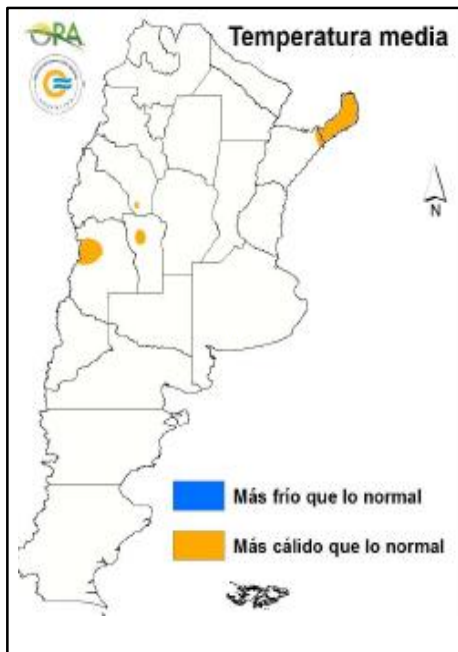 ORA
Temperatura media
N
Más frío que lo normal
Más cálido que lo normal